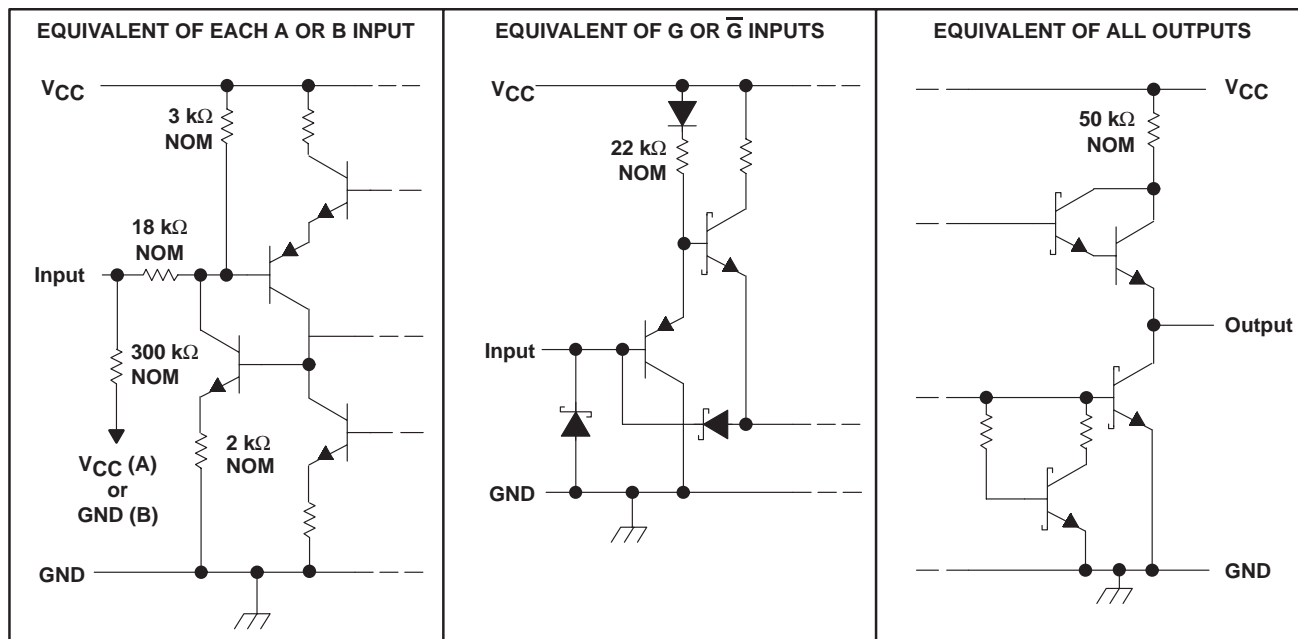 EQUIVALENT OF EACH A OR B INPUT
VCC
3 kΩ
NOM
18 kΩ
NOM
Input
300 kΩ
NOM
VCC (A)
or
GND (B)
2 kΩ
NOM
GND
EQUIVALENT OF G OR G̅ INPUTS
VCC
22 kΩ
NOM
Input
GND
EQUIVALENT OF ALL OUTPUTS
VCC
50 kΩ
NOM
Output
GND